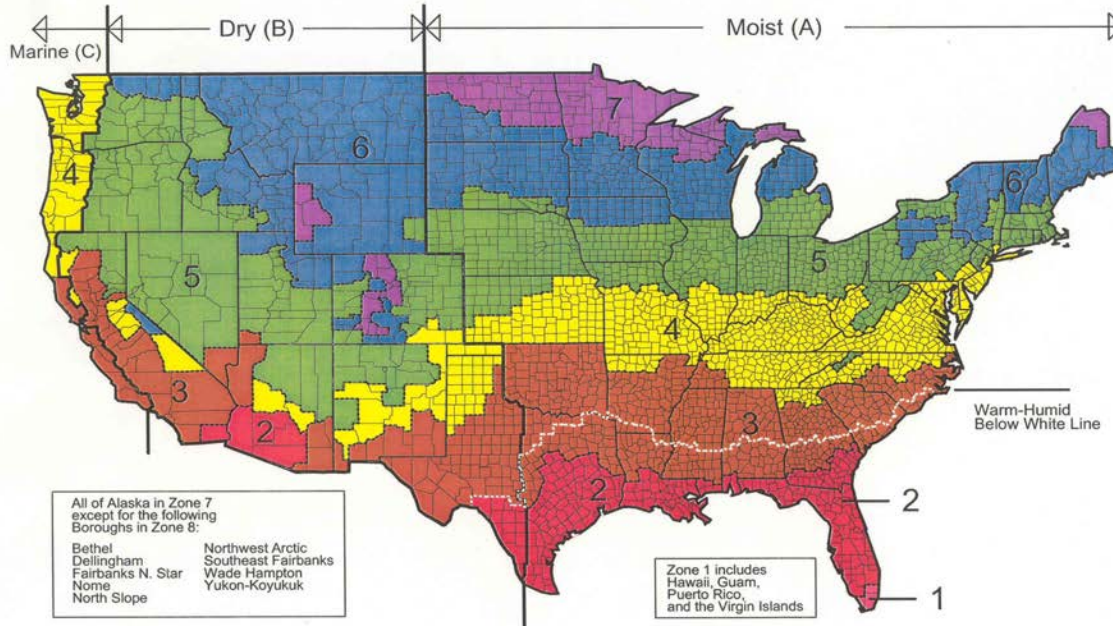 Marine (C)
Dry (B)
Moist (A)
7
6
4
6
5
5
4
3
3
2
2
Warm-Humid
Below White Line
2
1
All of Alaska in Zone 7
except for the following
Boroughs in Zone 8:
Bethel
Dellingham
Fairbanks N. Star
Nome
North Slope
Northwest Arctic
Southeast Fairbanks
Wade Hampton
Yukon-Koyukuk
Zone 1 includes
Hawaii, Guam,
Puerto Rico,
and the Virgin Islands